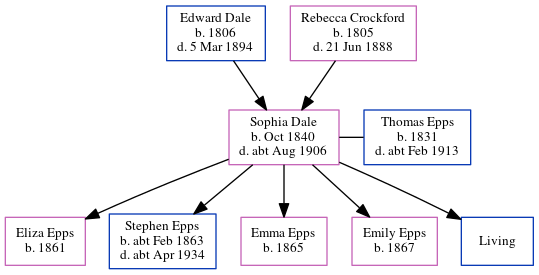 Edward Dale
b. 1806
d. 5 Mar 1894
Rebecca Crockford
b. 1805
d. 21 Jun 1888
Sophia Dale
b. Oct 1840
d. abt Aug 1906
Thomas Epps
b. 1831
d. abt Feb 1913
Eliza Epps
b. 1861
Stephen Epps
b. abt Feb 1863
d. abt Apr 1934
Emma Epps
b. 1865
Emily Epps
b. 1867
Living